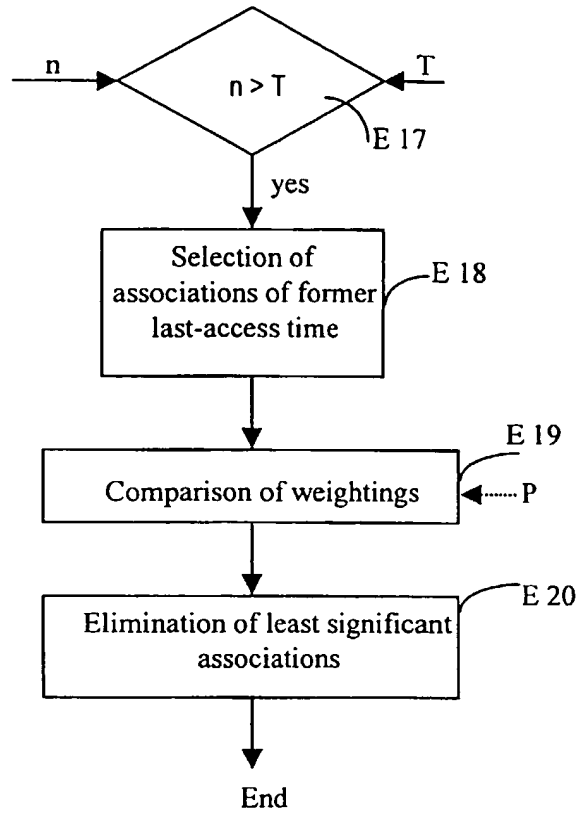 n
n > T
T
E 17
yes
Selection of
associations of former
last-access time
E 18
E 19
Comparison of weightings
P
E 20
Elimination of least significant
associations
End